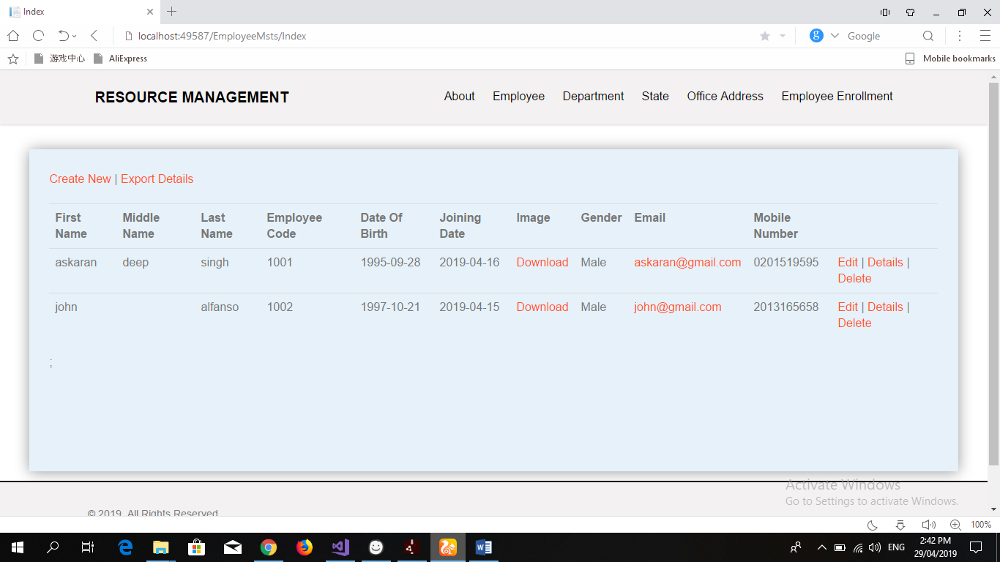 Index
localhost:49587/EmployeeMsts/Index
Google
游戏中心 AliExpress Mobile bookmarks
RESOURCE MANAGEMENT About Employee Department State Office Address Employee Enrollment
Create New | Export Details
First Name Middle Name Last Name Employee Code Date Of Birth Joining Date Image Gender Email Mobile Number
askaran deep singh 1001 1995-09-28 2019-04-16 Download Male askaran@gmail.com 0201519595 Edit | Details | Delete
john alfanso 1002 1997-10-21 2019-04-15 Download Male john@gmail.com 2013165658 Edit | Details | Delete
;
Activate Windows
Go to Settings to activate Windows.
© 2019. All Rights Reserved
100%
ENG
2:42 PM
29/04/2019